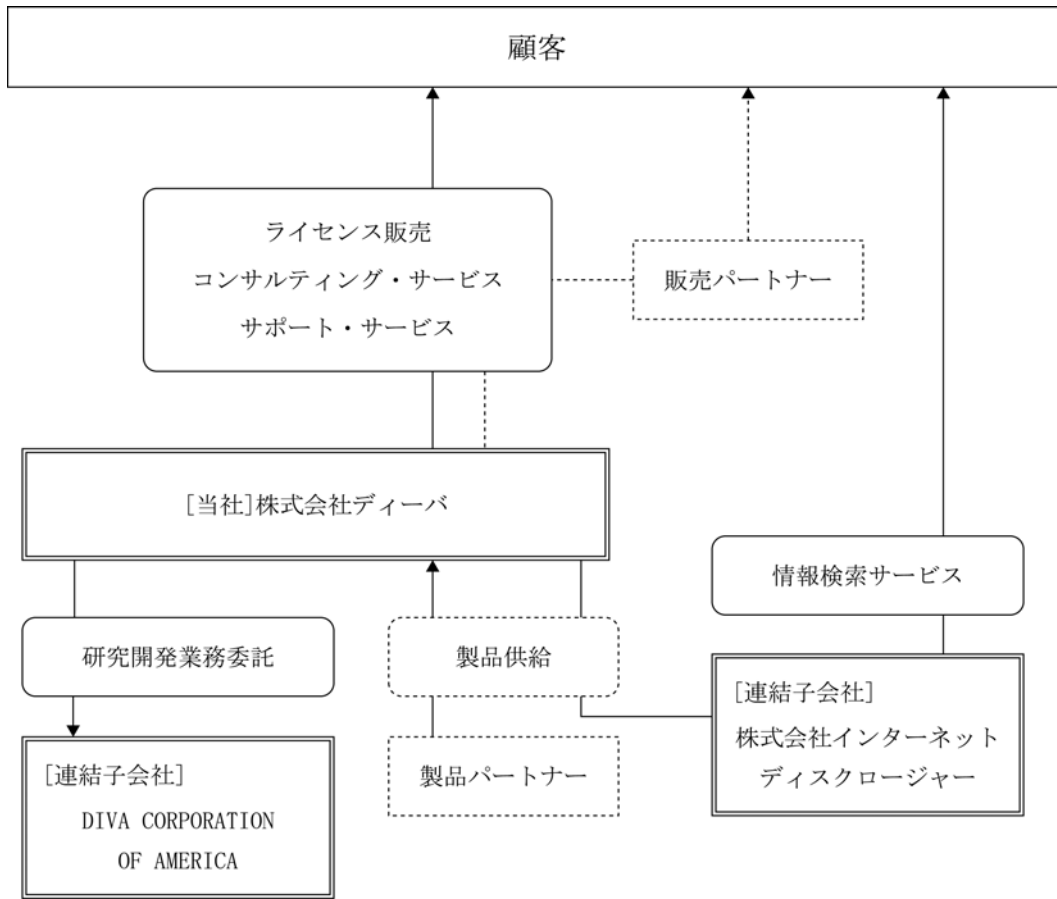 顧客
ライセンス販売
コンサルティング・サービス
サポート・サービス
販売パートナー
[当社]株式会社ディーバ
情報検索サービス
研究開発業務委託
製品供給
[連結子会社]
株式会社インターネット
ディスクロージャー
製品パートナー
[連結子会社]
DIVA CORPORATION
OF AMERICA